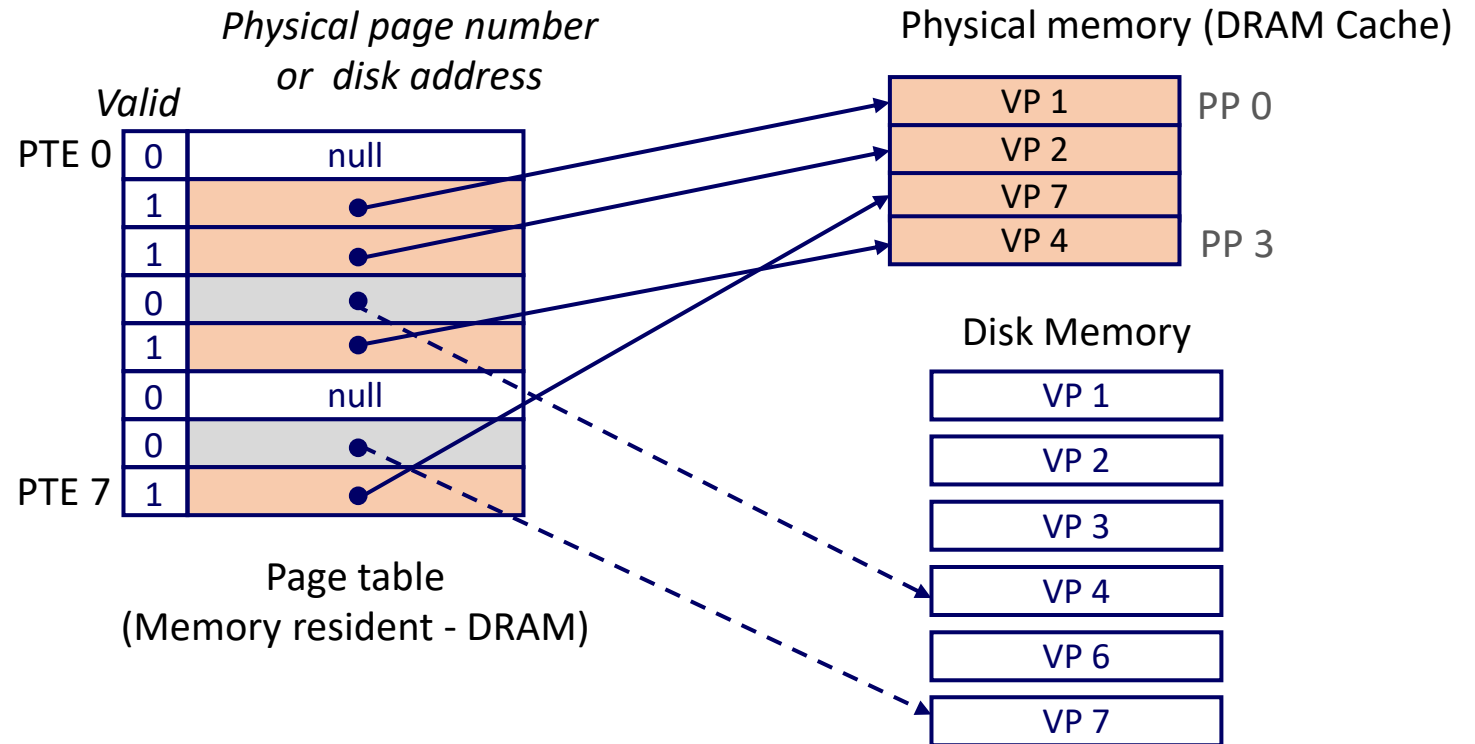 Physical page number
or disk address
Valid
PTE 0
0
null
1
1
0
1
0
null
0
PTE 7
1
Page table
(Memory resident - DRAM)
Physical memory (DRAM Cache)
VP 1
PP 0
VP 2
VP 7
VP 4
PP 3
Disk Memory
VP 1
VP 2
VP 3
VP 4
VP 6
VP 7